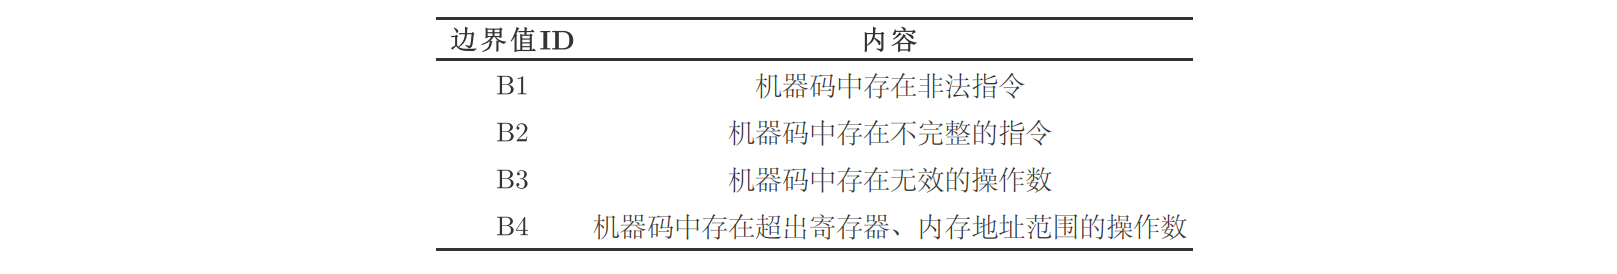 边界值ID 内容
B1 机器码中存在非法指令
B2 机器码中存在不完整的指令
B3 机器码中存在无效的操作数
B4 机器码中存在超出寄存器、内存地址范围的操作数